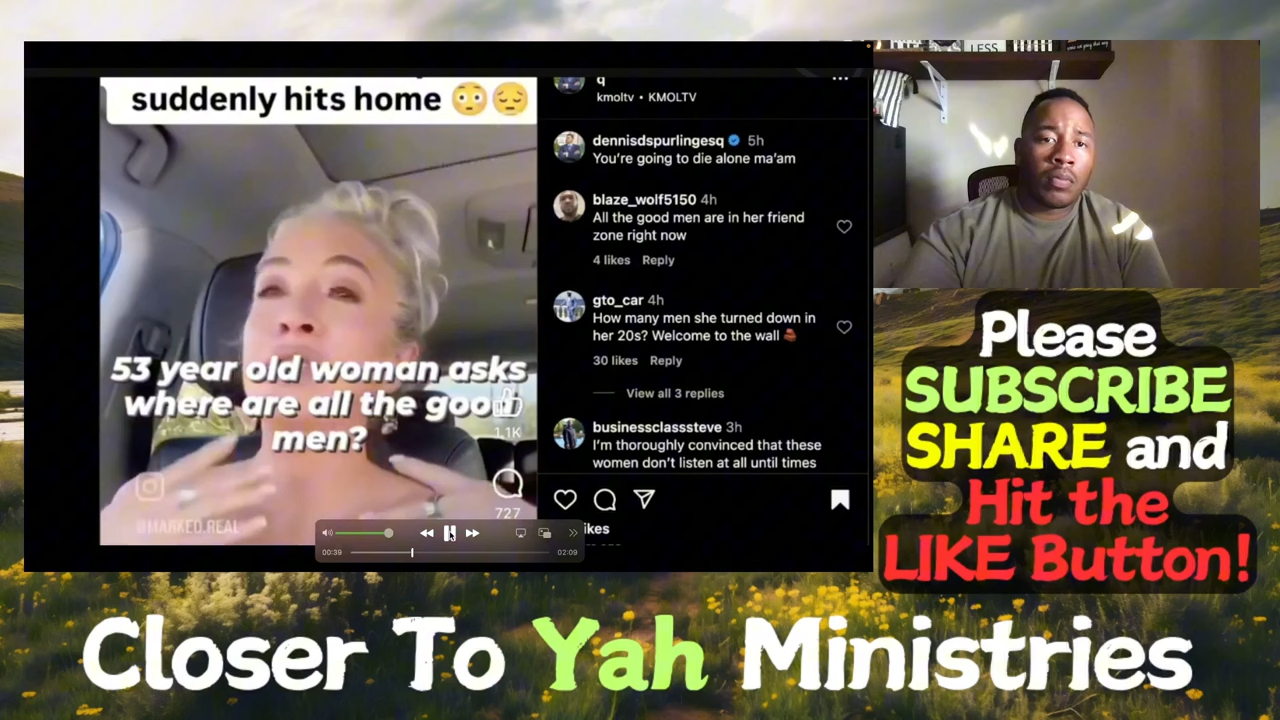 suddenly hits home 😳😔
53 year old woman asks
where are all the good
men?
1.1K
727
@MARKED.REAL
q
kmoltv • KMOLTV
dennisdspurlingesq 5h
You're going to die alone ma'am
blaze_wolf5150 4h
All the good men are in her friend
zone right now
4 likes Reply
gto_car 4h
How many men she turned down in
her 20s? Welcome to the wall
30 likes Reply
View all 3 replies
businessclasssteve 3h
I'm thoroughly convinced that these
women don't listen at all until times
ikes
00:39
02:09
LESS
Please
SUBSCRIBE
SHARE and
Hit the
LIKE Button!
Closer To Yah Ministries